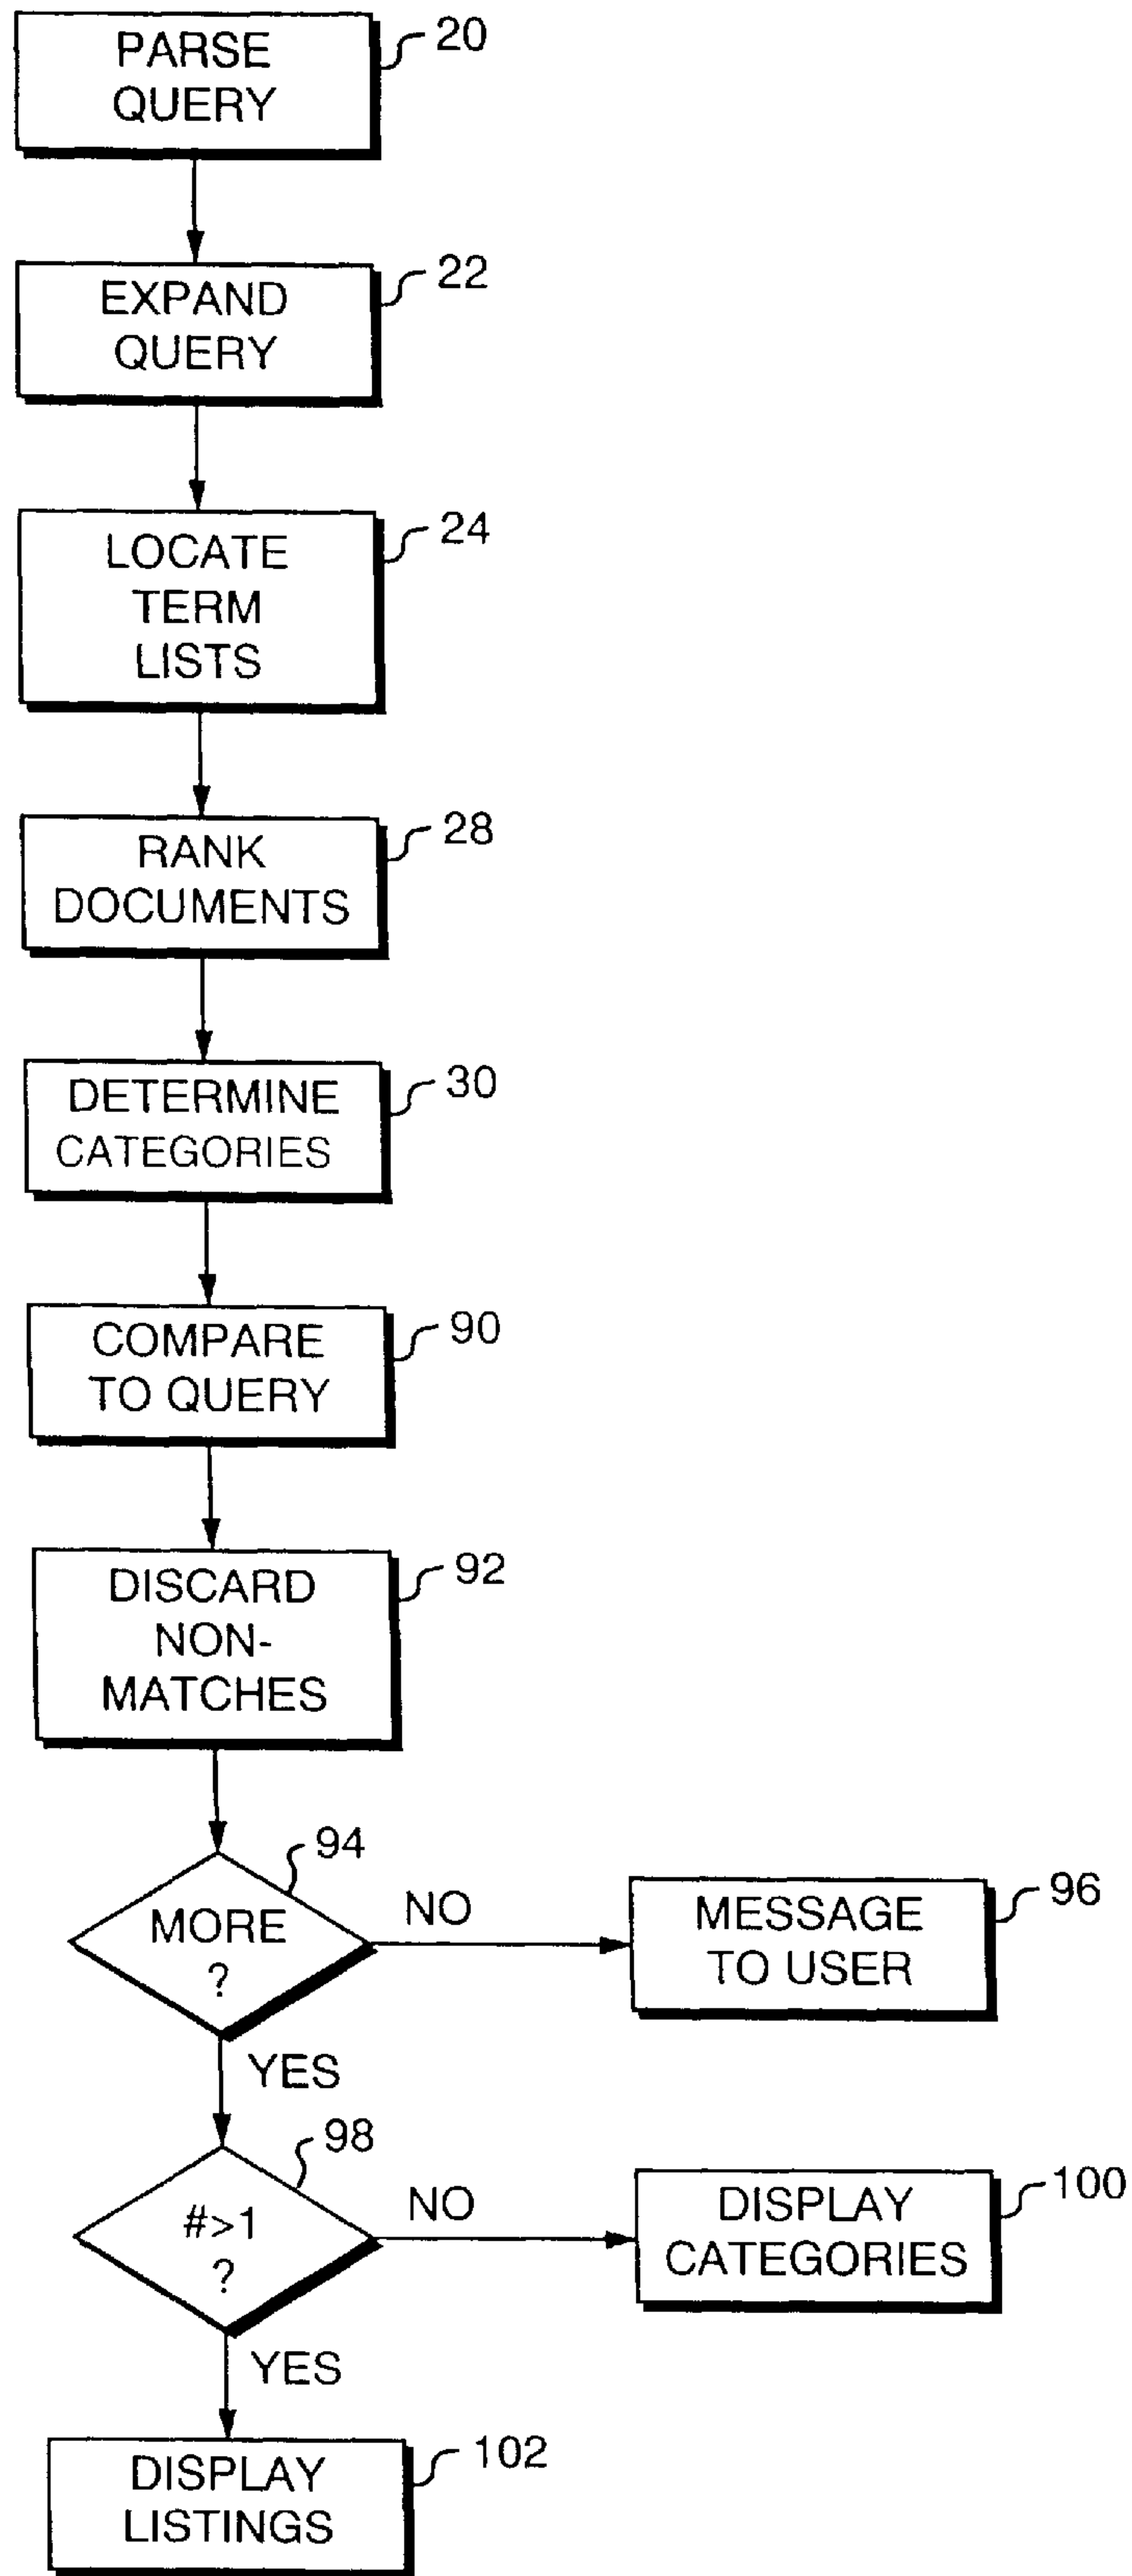 PARSE
QUERY
20
EXPAND
QUERY
22
LOCATE
TERM
LISTS
24
RANK
DOCUMENTS
28
DETERMINE
CATEGORIES
30
COMPARE
TO QUERY
90
DISCARD
NON-
MATCHES
92
94
MORE
?
NO
MESSAGE
TO USER
96
YES
98
#>1
?
NO
DISPLAY
CATEGORIES
100
YES
DISPLAY
LISTINGS
102